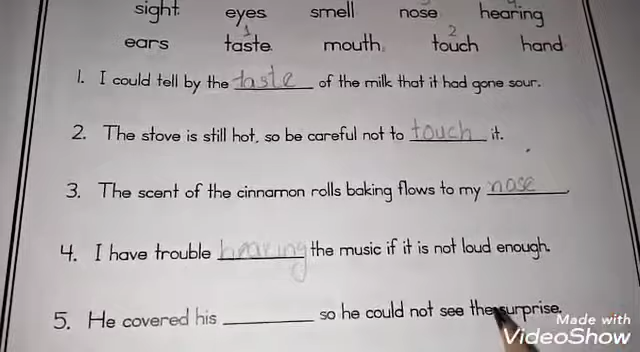 sight eyes smell nose hearing
1 2
ears taste mouth touch hand
1. I could tell by the taste of the milk that it had gone sour.
2. The stove is still hot, so be careful not to touch it.
3. The scent of the cinnamon rolls baking flows to my nose.
4. I have trouble hearing the music if it is not loud enough.
5. He covered his ________ so he could not see the surprise.
Made with
VideoShow